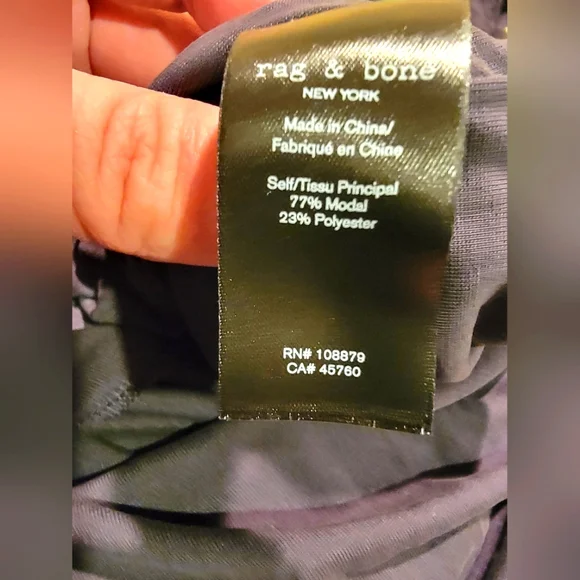 rag & bone
NEW YORK
Made in China/
Fabriqué en Chine
Self/Tissu Principal
77% Modal
23% Polyester
RN# 108879
CA# 45760